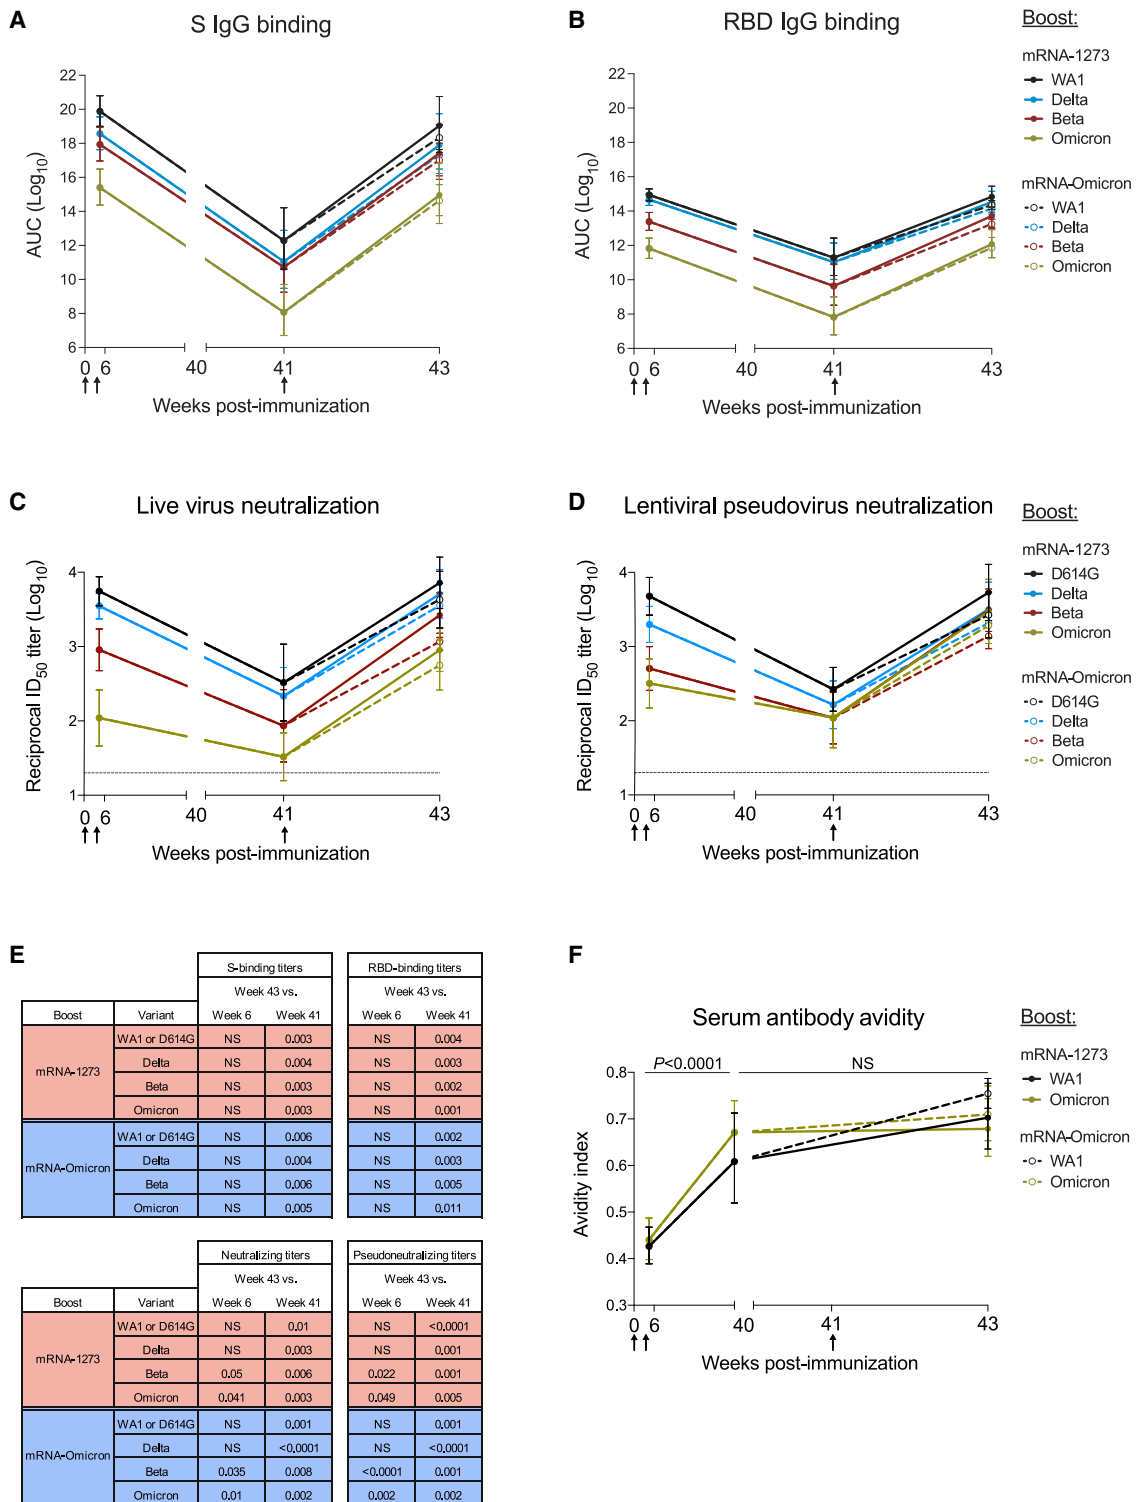 A
S IgG binding
AUC (Log10)
22
20
18
16
14
12
10
8
6
0 6 40 41 43
Weeks post-immunization
B
RBD IgG binding
AUC (Log10)
22
20
18
16
14
12
10
8
6
0 6 40 41 43
Weeks post-immunization
Boost:
mRNA-1273
WA1
Delta
Beta
Omicron
mRNA-Omicron
WA1
Delta
Beta
Omicron
C
Live virus neutralization
Reciprocal ID50 titer (Log10)
4
3
2
1
0 6 40 41 43
Weeks post-immunization
D
Lentiviral pseudovirus neutralization
Reciprocal ID50 titer (Log10)
4
3
2
1
0 6 40 41 43
Weeks post-immunization
Boost:
mRNA-1273
D614G
Delta
Beta
Omicron
mRNA-Omicron
D614G
Delta
Beta
Omicron
E
S-binding titers RBD-binding titers
Week 43 vs. Week 43 vs.
Boost Variant Week 6 Week 41 Week 6 Week 41
mRNA-1273
WA1 or D614G NS 0.003 NS 0.004
Delta NS 0.004 NS 0.003
Beta NS 0.003 NS 0.002
Omicron NS 0.003 NS 0.001
mRNA-Omicron
WA1 or D614G NS 0.006 NS 0.002
Delta NS 0.004 NS 0.003
Beta NS 0.006 NS 0.005
Omicron NS 0.005 NS 0.011
Neutralizing titers Pseudoneutralizing titers
Week 43 vs. Week 43 vs.
Boost Variant Week 6 Week 41 Week 6 Week 41
mRNA-1273
WA1 or D614G NS 0.01 NS <0.0001
Delta NS 0.003 NS 0.001
Beta 0.05 0.006 0.022 0.001
Omicron 0.041 0.003 0.049 0.005
mRNA-Omicron
WA1 or D614G NS 0.001 NS 0.001
Delta NS <0.0001 NS <0.0001
Beta 0.035 0.008 <0.0001 0.001
Omicron 0.01 0.002 0.002 0.002
F
Serum antibody avidity
P<0.0001 NS
Avidity index
0.8
0.7
0.6
0.5
0.4
0.3
0 6 40 41 43
Weeks post-immunization
Boost:
mRNA-1273
WA1
Omicron
mRNA-Omicron
WA1
Omicron